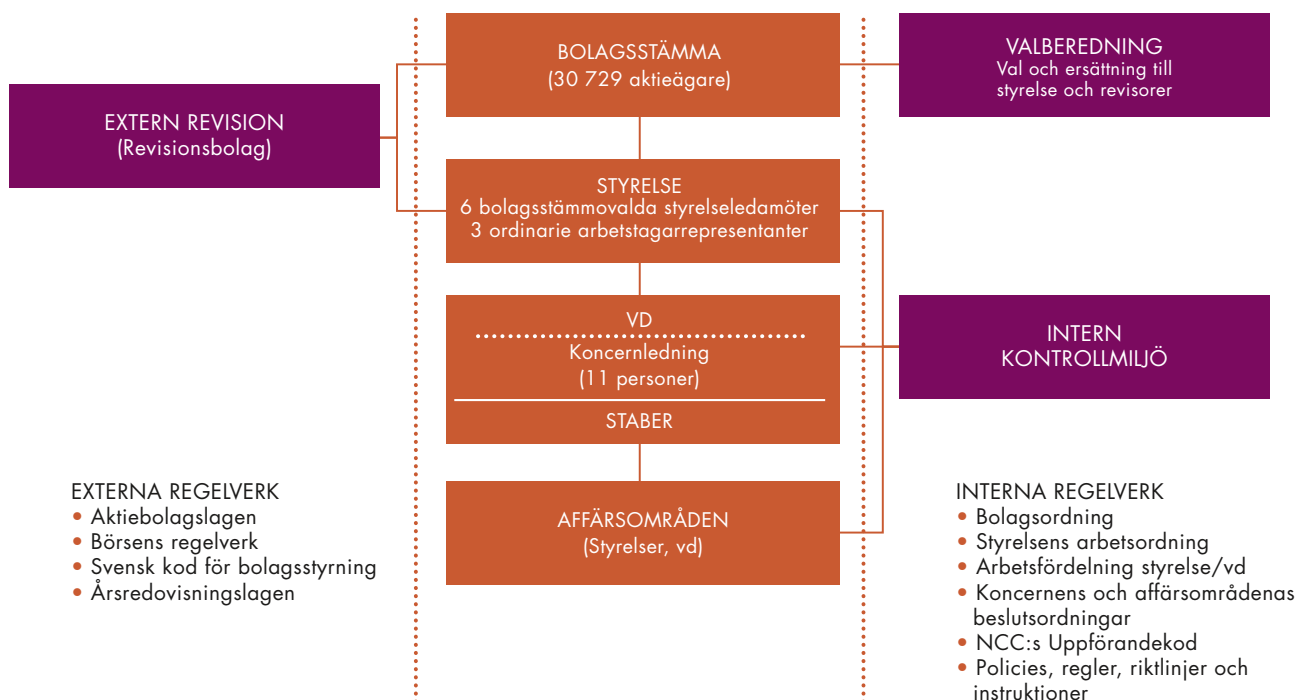 BOLAGSSTÄMMA
(30 729 aktieägare)
VALBEREDNING
Val och ersättning till
styrelse och revisorer
EXTERN REVISION
(Revisionsbolag)
STYRELSE
6 bolagsstämmovalda styrelseledamöter
3 ordinarie arbetstagarrepresentanter
VD
Koncernledning
(11 personer)
STABER
INTERN
KONTROLLMILJÖ
AFFÄRSOMRÅDEN
(Styrelser, vd)
EXTERNA REGELVERK
• Aktiebolagslagen
• Börsens regelverk
• Svensk kod för bolagsstyrning
• Årsredovisningslagen
INTERNA REGELVERK
• Bolagsordning
• Styrelsens arbetsordning
• Arbetsfördelning styrelse/vd
• Koncernens och affärsområdenas
beslutsordningar
• NCC:s Uppförandekod
• Policies, regler, riktlinjer och
instruktioner